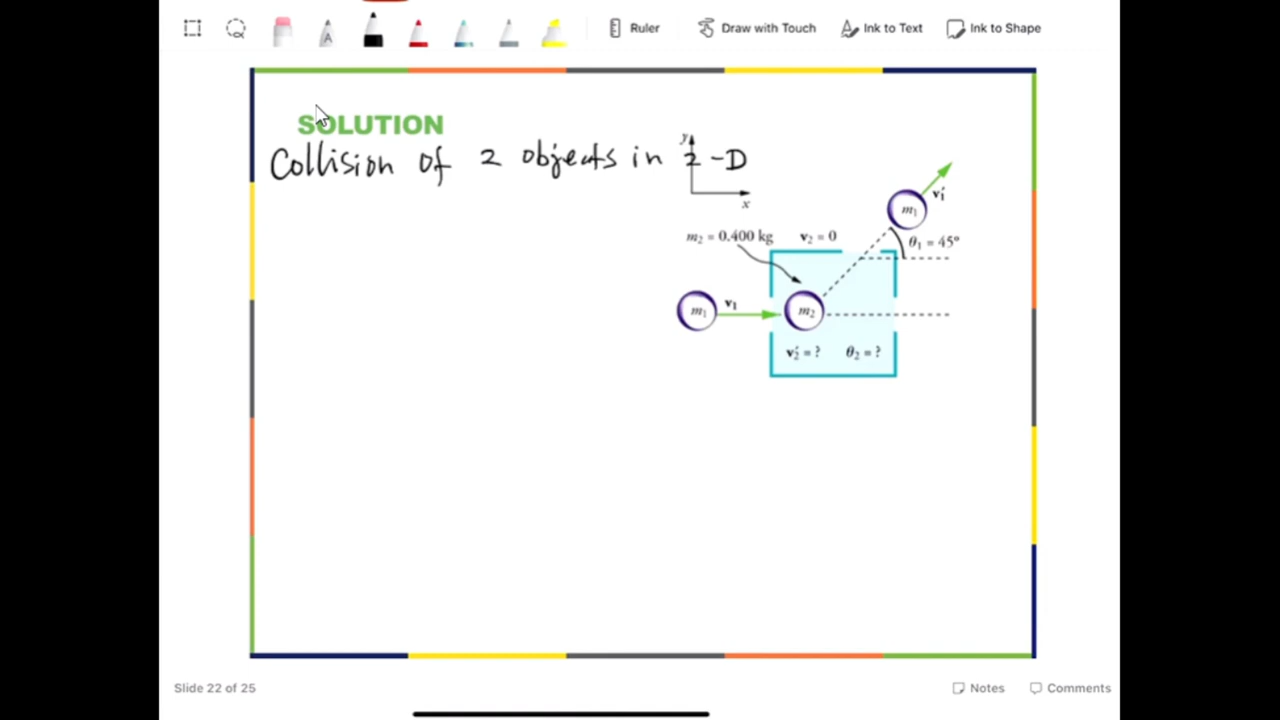 Ruler Draw with Touch Ink to Text Ink to Shape
A
SOLUTION
Collision of 2 objects in 2-D
y
x
m₁
v₁′
θ₁ = 45°
m₂ = 0.400 kg v₂ = 0
m₁ v₁ m₂
v₂′ = ? θ₂ = ?
Slide 22 of 25 Notes Comments